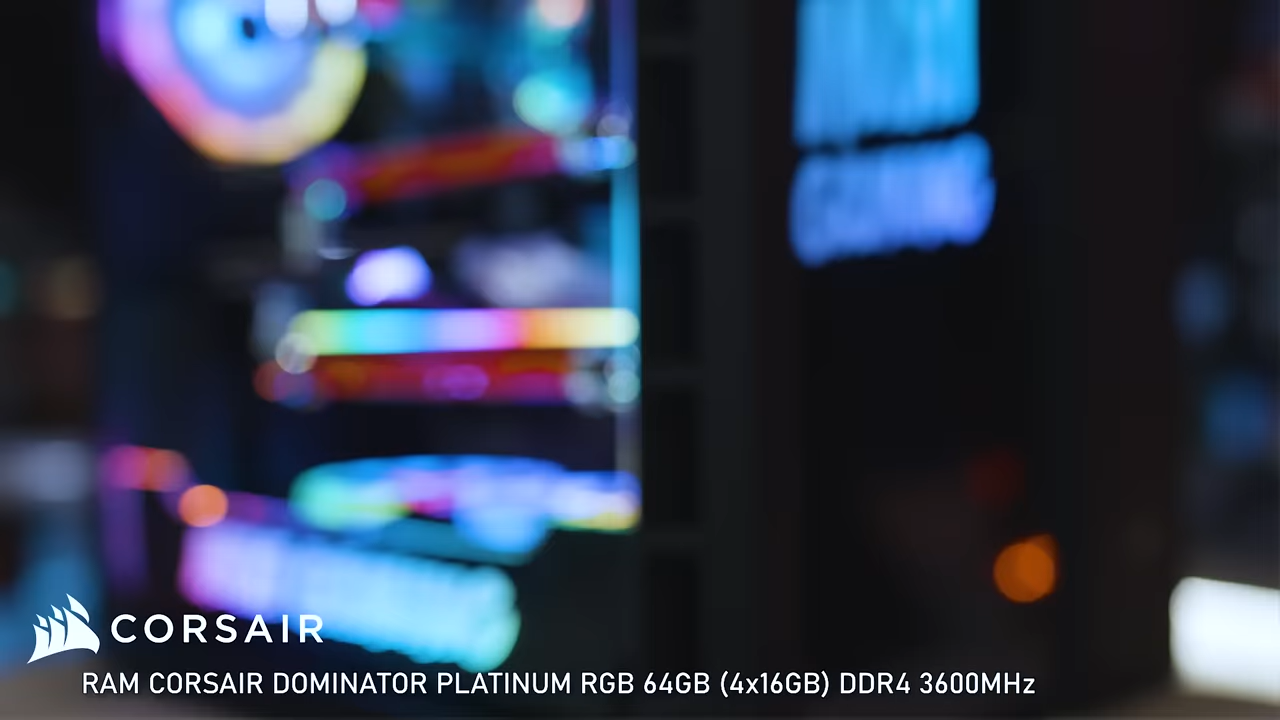 CORSAIR
RAM CORSAIR DOMINATOR PLATINUM RGB 64GB (4x16GB) DDR4 3600MHz